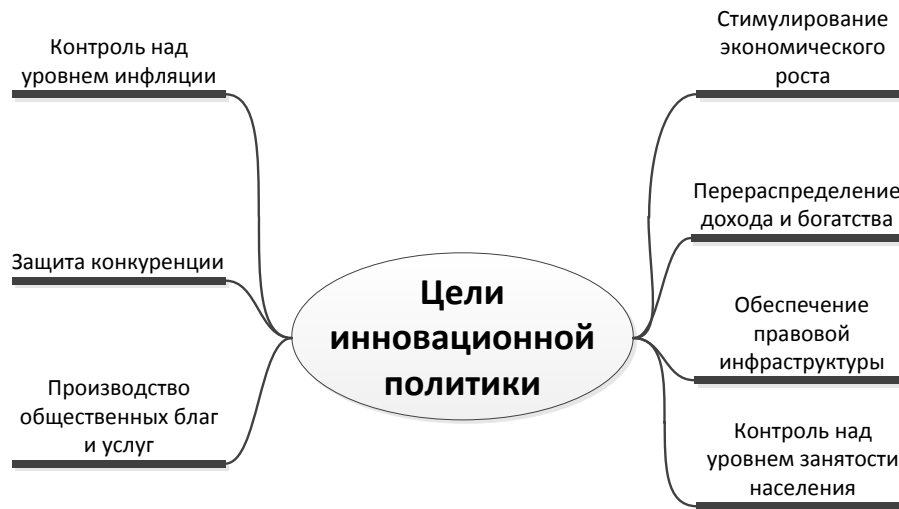 Контроль над
уровнем инфляции
Защита конкуренции
Производство
общественных благ
и услуг
Цели
инновационной
политики
Стимулирование
экономического
роста
Перераспределение
дохода и богатства
Обеспечение
правовой
инфраструктуры
Контроль над
уровнем занятости
населения